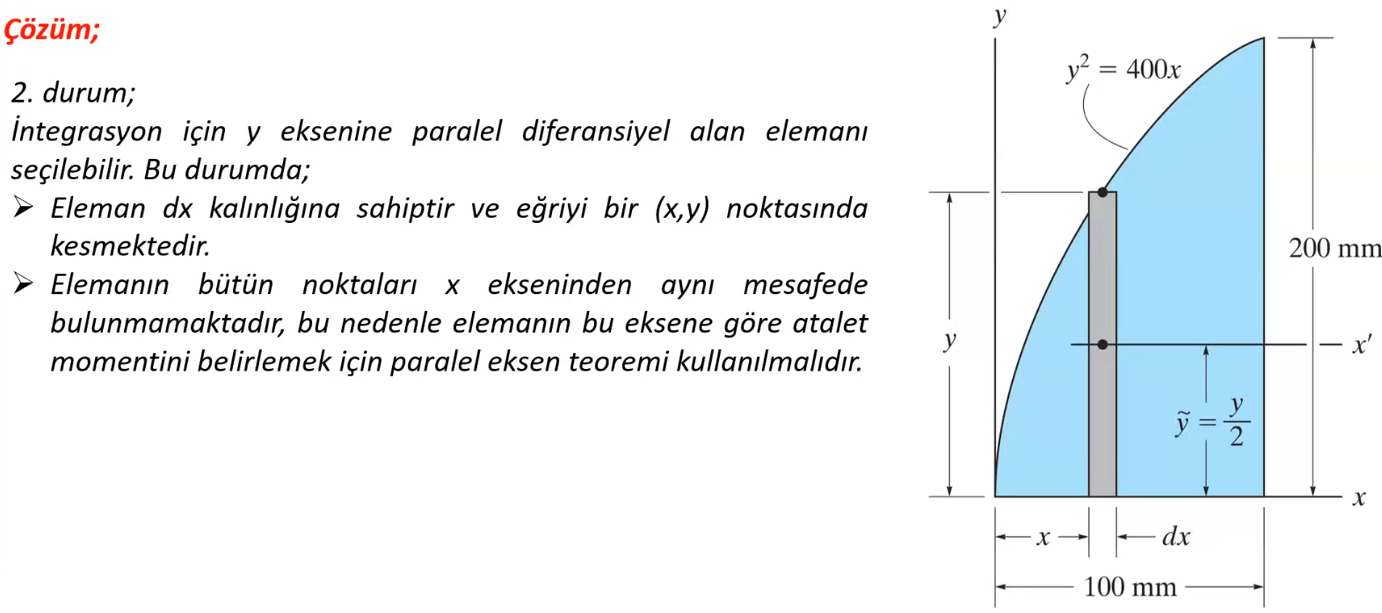 Çözüm;
2. durum;
İntegrasyon için y eksenine paralel diferansiyel alan elemanı
seçilebilir. Bu durumda;
➢ Eleman dx kalınlığına sahiptir ve eğriyi bir (x,y) noktasında
kesmektedir.
➢ Elemanın bütün noktaları x ekseninden aynı mesafede
bulunmamaktadır, bu nedenle elemanın bu eksene göre atalet
momentini belirlemek için paralel eksen teoremi kullanılmalıdır.
y
y² = 400x
200 mm
y
x′
ỹ = y/2
x
x
dx
100 mm